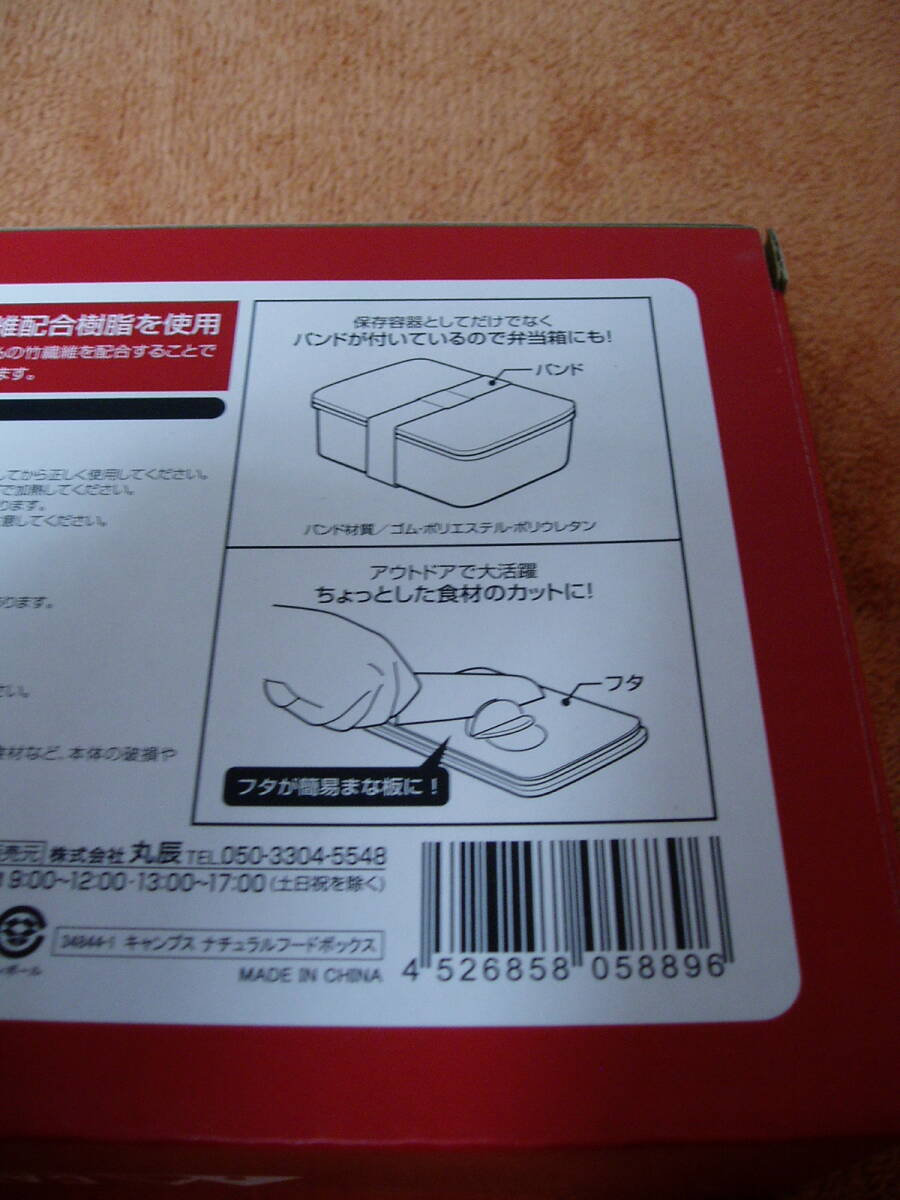 維配合樹脂を使用
の竹繊維を配合することで
ます。
してから正しく使用してください。
で加熱してください。
ります。
意してください。
あります。
さい。
食材など、本体の破損や
保存容器としてだけでなく
バンドが付いているので弁当箱にも!
バンド
バンド材質/ゴム・ポリエステル・ポリウレタン
アウトドアで大活躍
ちょっとした食材のカットに!
フタ
フタが簡易まな板に!
売元 株式会社 丸辰 TEL.050-3304-5548
9:00~12:00・13:00~17:00(土日祝を除く)
34844-1 キャンプス ナチュラルフードボックス
ボール
MADE IN CHINA
4 526858 058896